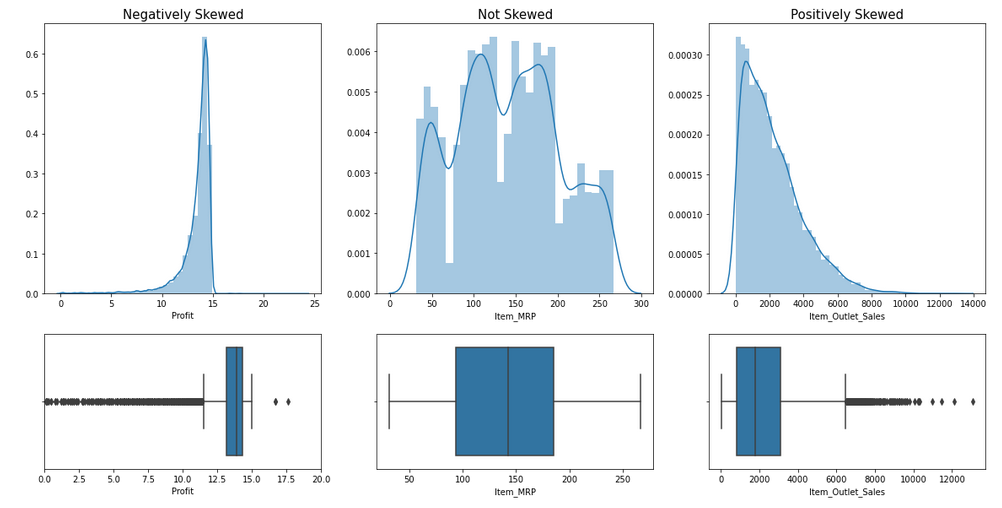 Negatively Skewed
0.6
0.5
0.4
0.3
0.2
0.1
0.0
0 5 10 15 20 25
Profit
Not Skewed
0.006
0.005
0.004
0.003
0.002
0.001
0.000
0 50 100 150 200 250 300
Item_MRP
Positively Skewed
0.00030
0.00025
0.00020
0.00015
0.00010
0.00005
0.00000
0 2000 4000 6000 8000 10000 12000 14000
Item_Outlet_Sales
0.0 2.5 5.0 7.5 10.0 12.5 15.0 17.5 20.0
Profit
50 100 150 200 250
Item_MRP
0 2000 4000 6000 8000 10000 12000
Item_Outlet_Sales